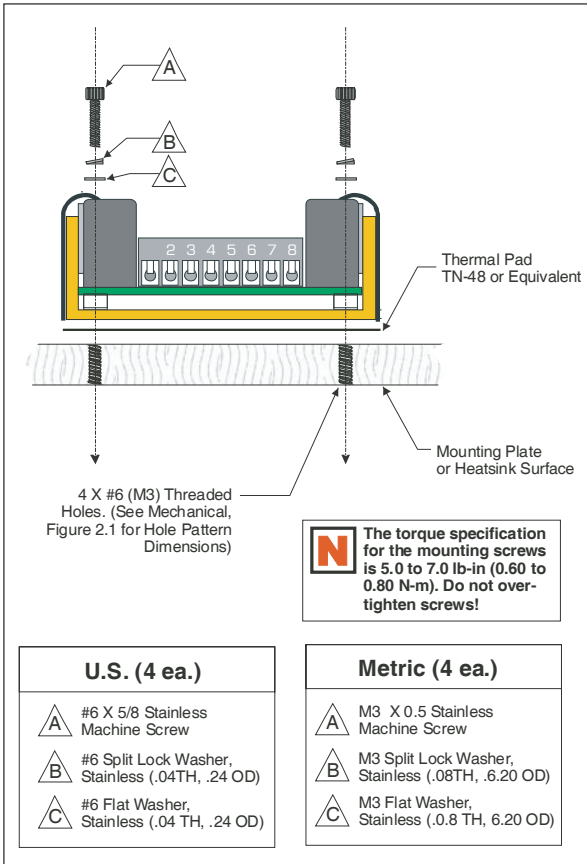 A
B
C
2 3 4 5 6 7 8
Thermal Pad
TN-48 or Equivalent
Mounting Plate
or Heatsink Surface
4 X #6 (M3) Threaded
Holes. (See Mechanical,
Figure 2.1 for Hole Pattern
Dimensions)
N
The torque specification
for the mounting screws
is 5.0 to 7.0 lb-in (0.60 to
0.80 N-m). Do not over-
tighten screws!
U.S. (4 ea.)
A
#6 X 5/8 Stainless
Machine Screw
B
#6 Split Lock Washer,
Stainless (.04TH, .24 OD)
C
#6 Flat Washer,
Stainless (.04 TH, .24 OD)
Metric (4 ea.)
A
M3 X 0.5 Stainless
Machine Screw
B
M3 Split Lock Washer,
Stainless (.08TH, .6.20 OD)
C
M3 Flat Washer,
Stainless (.0.8 TH, 6.20 OD)